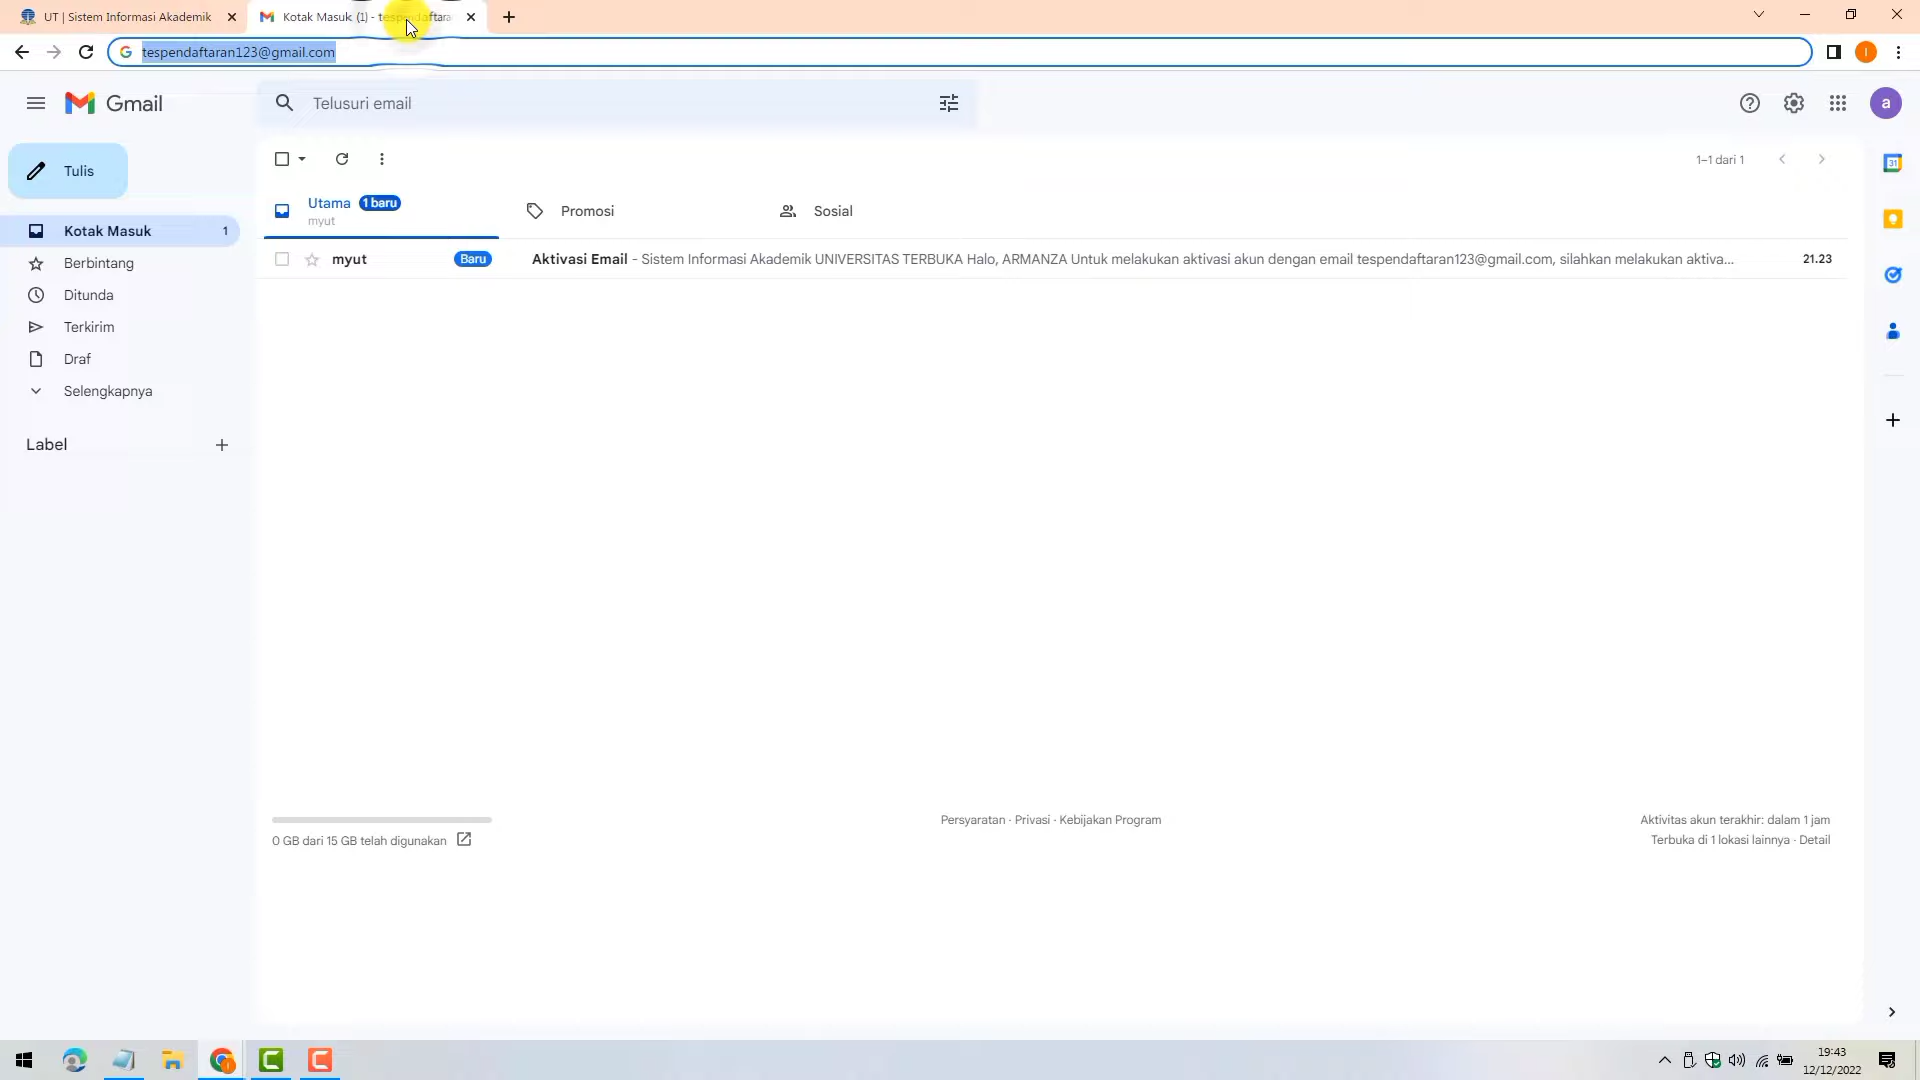 UT | Sistem Informasi Akademik
Kotak Masuk (1) - tespendaftara
tespendaftaran123@gmail.com
Gmail
Telusuri email
a
Tulis
1-1 dari 1
Utama 1 baru
myut
Promosi
Sosial
Kotak Masuk 1
myut Baru Aktivasi Email - Sistem Informasi Akademik UNIVERSITAS TERBUKA Halo, ARMANZA Untuk melakukan aktivasi akun dengan email tespendaftaran123@gmail.com, silahkan melakukan aktiva... 21.23
Berbintang
Ditunda
Terkirim
Draf
Selengkapnya
Label
0 GB dari 15 GB telah digunakan
Persyaratan · Privasi · Kebijakan Program
Aktivitas akun terakhir: dalam 1 jam
Terbuka di 1 lokasi lainnya · Detail
19:43
12/12/2022